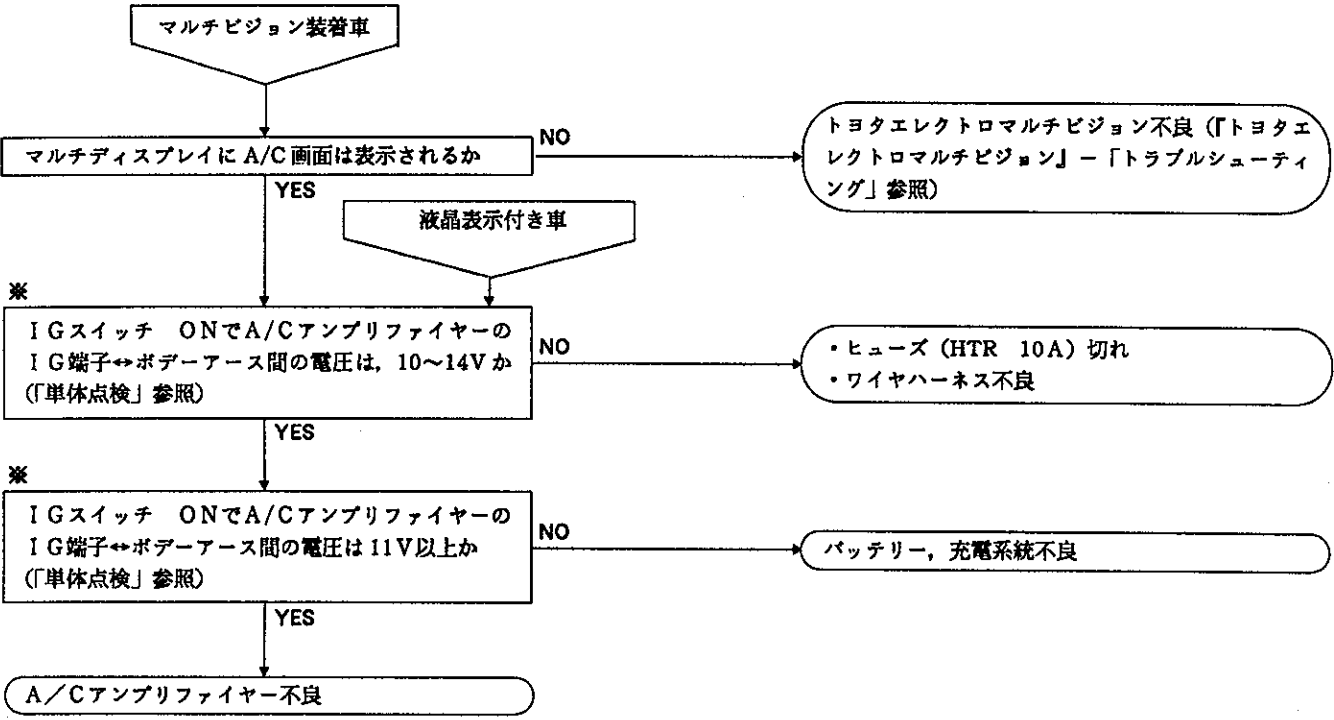 マルチビジョン装着車
マルチディスプレイに A/C 画面は表示されるか
NO
トヨタエレクトロマルチビジョン不良 (『トヨタエ
レクトロマルチビジョン』－「トラブルシューティ
ング」参照)
YES
液晶表示付き車
※
IGスイッチ ONでA/Cアンプリファイヤーの
IG端子↔ボデーアース間の電圧は，10～14Vか
(「単体点検」参照)
NO
・ヒューズ (HTR 10A) 切れ
・ワイヤハーネス不良
YES
※
IGスイッチ ONでA/Cアンプリファイヤーの
IG端子↔ボデーアース間の電圧は11V以上か
(「単体点検」参照)
NO
バッテリー，充電系統不良
YES
A／Cアンプリファイヤー不良